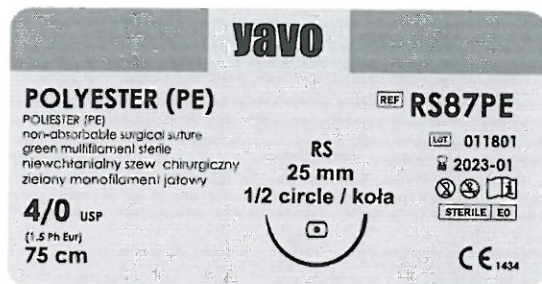 yavo
POLYESTER (PE)
POLIESTER (PE)
non-absorbable surgical suture
green multifilament sterile
niewchłanialny szew chirurgiczny
zielony monofilament jałowy
4/0 USP
(1.5 Ph Eur)
75 cm
RS
25 mm
1/2 circle / koła
REF RS87PE
LOT 011801
2023-01
STERILE EO
CE 1434